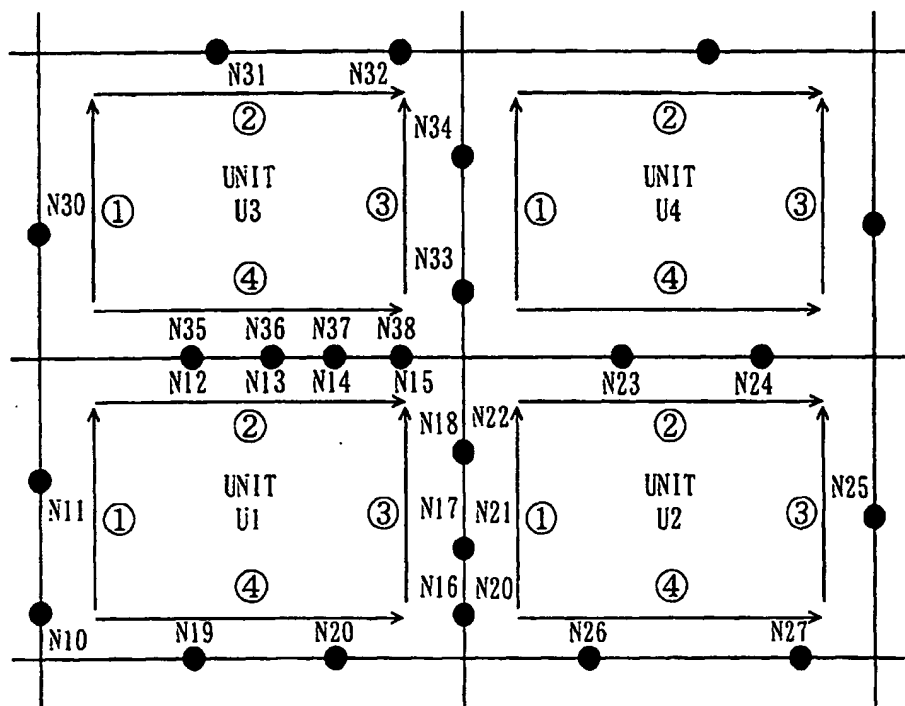 N31 N32
② ②
N34
UNIT UNIT
N30 ① U3 ③ ① U4 ③
N33
④ ④
N35 N36 N37 N38
N12 N13 N14 N15 N23 N24
② N18 N22 ②
UNIT UNIT N25
N11 ① U1 ③ N17 N21 ① U2 ③
④ N16 N20 ④
N10 N19 N20 N26 N27